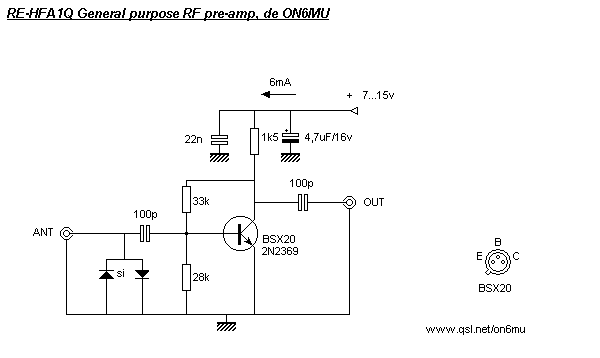 RE-HFA1Q General purpose RF pre-amp, de ON6MU
6mA
+ 7...15v
22n
1k5
+
4,7uF/16v
100p
33k
OUT
100p
ANT
BSX20
2N2369
B
E C
si
28k
BSX20
www.qsl.net/on6mu